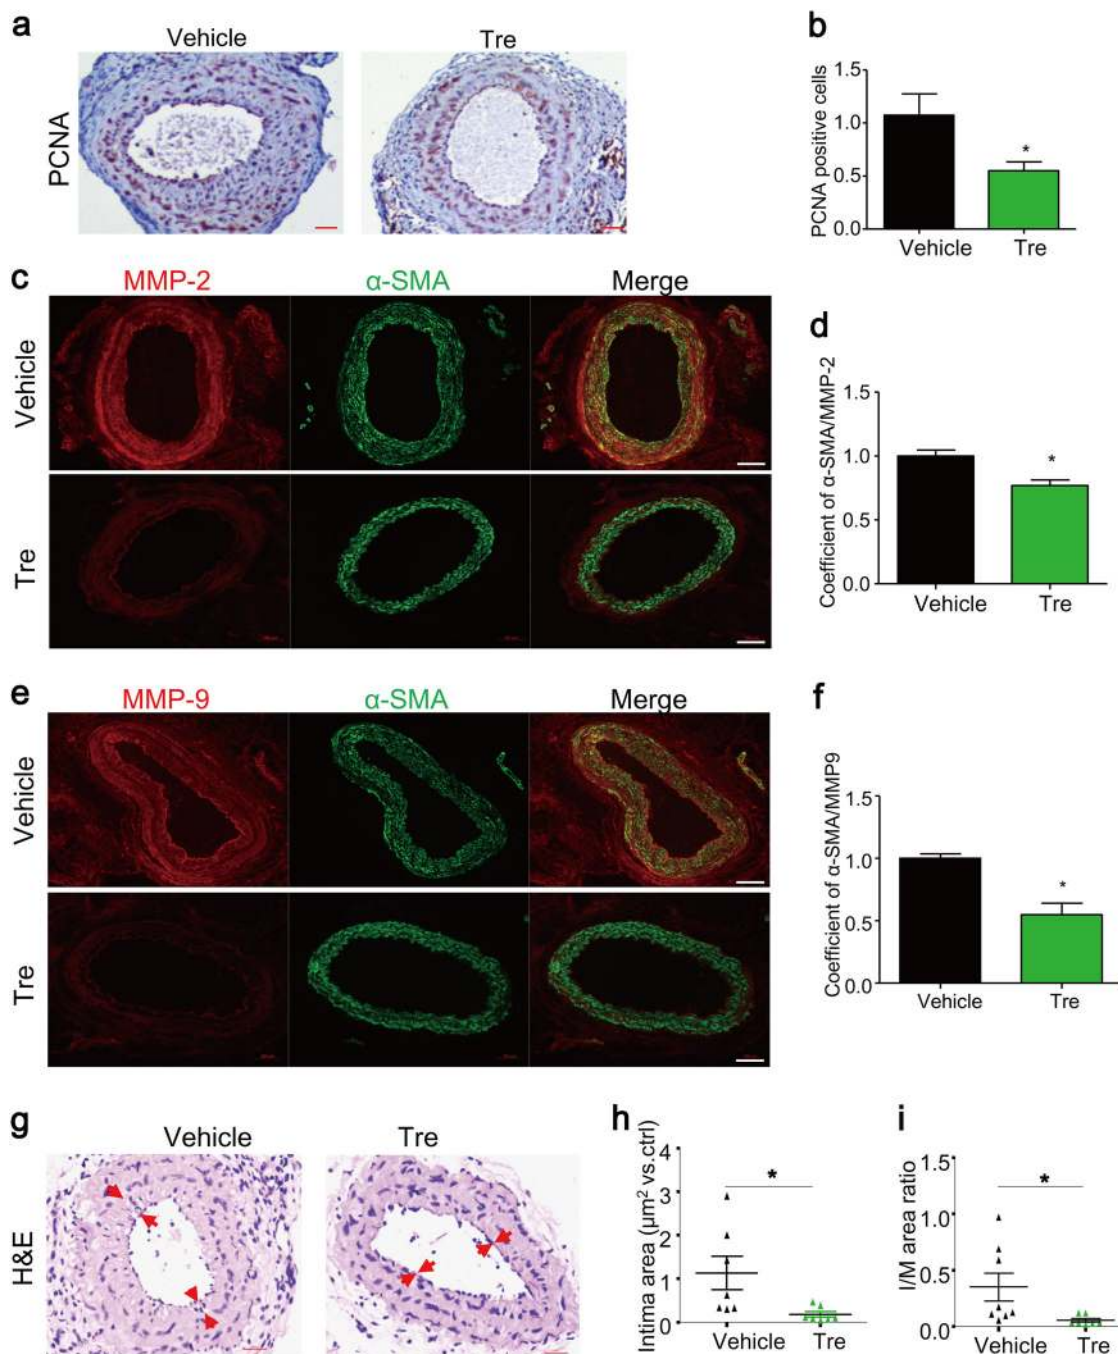 a
Vehicle
Tre
PCNA
b
PCNA positive cells
1.5
1.0
0.5
0.0
Vehicle
Tre
*
c
MMP-2
α-SMA
Merge
Vehicle
Tre
d
Coefficient of α-SMA/MMP-2
1.5
1.0
0.5
0.0
Vehicle
Tre
*
e
MMP-9
α-SMA
Merge
Vehicle
Tre
f
Coefficient of α-SMA/MMP9
1.5
1.0
0.5
0.0
Vehicle
Tre
*
g
Vehicle
Tre
H&E
h
Intima area (µm² vs.ctrl)
4
3
2
1
0
Vehicle
Tre
*
i
I/M area ratio
1.5
1.0
0.5
0.0
Vehicle
Tre
*